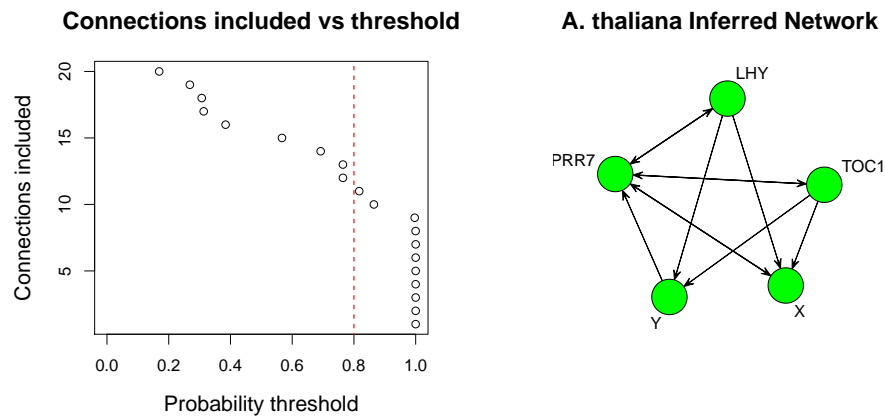 Connections included vs threshold
A. thaliana Inferred Network
Connections included
20
15
10
5
0.0 0.2 0.4 0.6 0.8 1.0
Probability threshold
LHY
PRR7
TOC1
Y
X